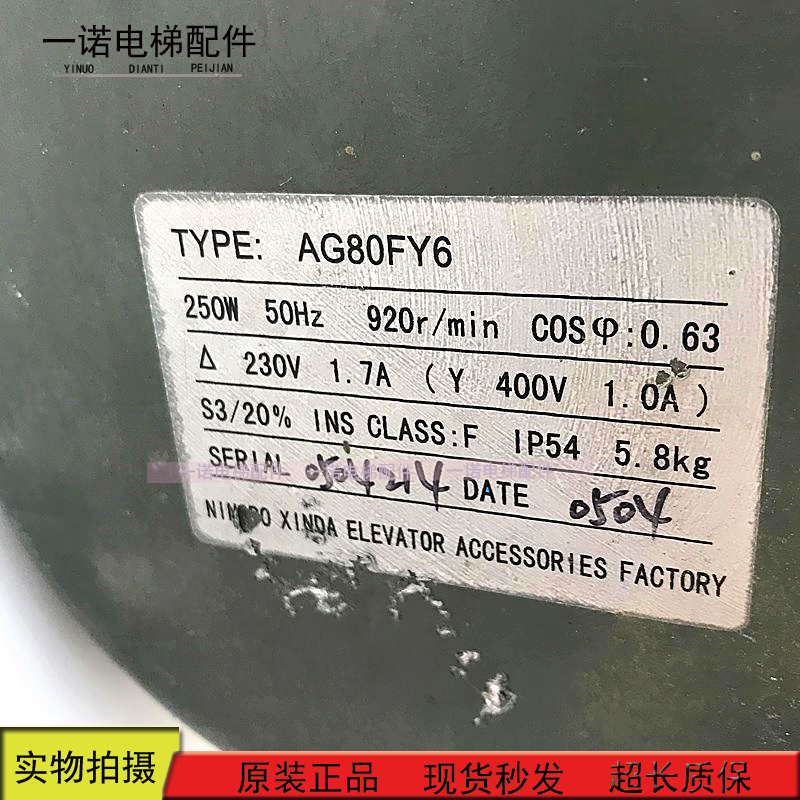 一诺电梯配件
YINUO DIANTI PEIJIAN
TYPE: AG80FY6
250W 50Hz 920r/min COSφ:0.63
Δ 230V 1.7A (Y 400V 1.0A)
S3/20% INS CLASS:F IP54 5.8kg
SERIAL 0504214 DATE 0504
NINGBO XINDA ELEVATOR ACCESSORIES FACTORY
实物拍摄 原装正品 现货秒发 超长质保